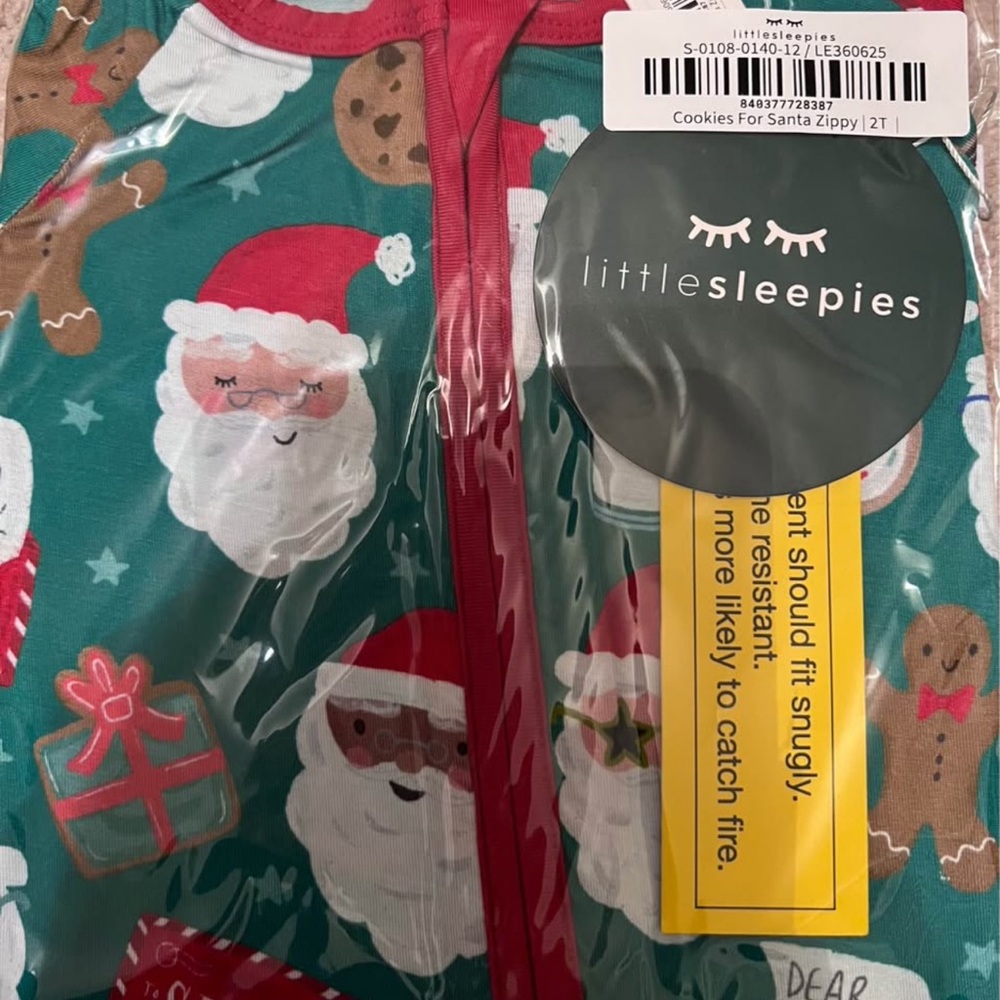 littlesleepies
S-0108-0140-12 / LE360625
840377728387
Cookies For Santa Zippy | 2T |
littlesleepies
ent should fit snugly.
resistant.
more likely to catch fire.
DEAR